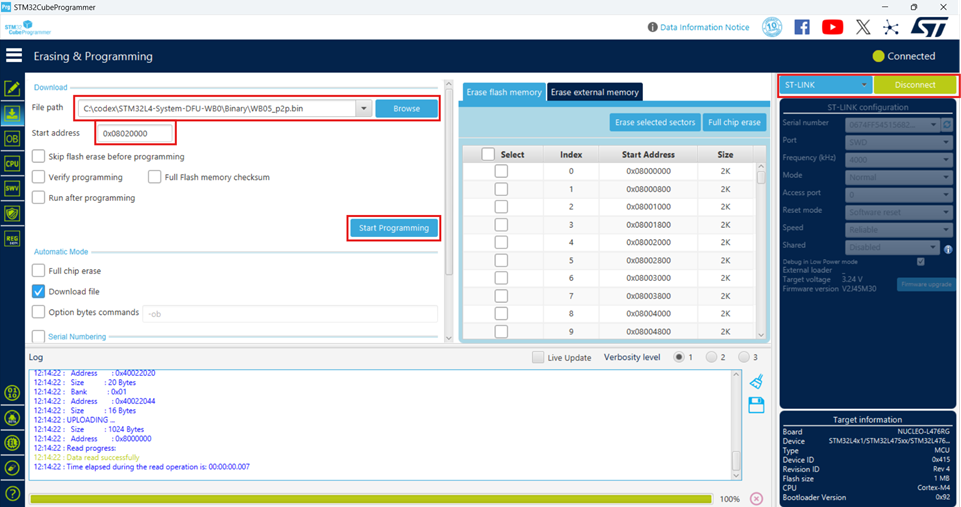 Prg STM32CubeProgrammer
STM32
CubeProgrammer
Data Information Notice
ST
Erasing & Programming
Connected
Download
File path C:\codex\STM32L4-System-DFU-WB0\Binary\WB05_p2p.bin Browse
Start address 0x08020000
Skip flash erase before programming
Verify programming Full Flash memory checksum
Run after programming
Start Programming
Automatic Mode
Full chip erase
Download file
Option bytes commands -ob
Serial Numbering
Erase flash memory Erase external memory
Erase selected sectors Full chip erase
Select Index Start Address Size
0 0x08000000 2K
1 0x08000800 2K
2 0x08001000 2K
3 0x08001800 2K
4 0x08002000 2K
5 0x08002800 2K
6 0x08003000 2K
7 0x08003800 2K
8 0x08004000 2K
9 0x08004800 2K
ST-LINK Disconnect
ST-LINK configuration
Serial number
Port SWD
Frequency (kHz) 4000
Mode Normal
Access port 0
Reset mode Software reset
Speed Reliable
Shared Disabled
Debug in Low Power mode
External loader _
Target voltage 3.24 V
Firmware version V2J45M30 Firmware upgrade
OB
CPU
SWV
REG
Log Live Update Verbosity level 1 2 3
12:14:22 : Address : 0x40022020
12:14:22 : Size : 20 Bytes
12:14:22 : Bank : 0x01
12:14:22 : Address : 0x40022044
12:14:22 : Size : 16 Bytes
12:14:22 : UPLOADING ...
12:14:22 : Size : 1024 Bytes
12:14:22 : Address : 0x8000000
12:14:22 : Read progress:
12:14:22 : Data read successfully
12:14:22 : Time elapsed during the read operation is: 00:00:00.007
100%
Target information
Board NUCLEO-L476RG
Device STM32L4x1/STM32L475xx/STM32L476...
Type MCU
Device ID 0x415
Revision ID Rev 4
Flash size 1 MB
CPU Cortex-M4
Bootloader Version 0x92